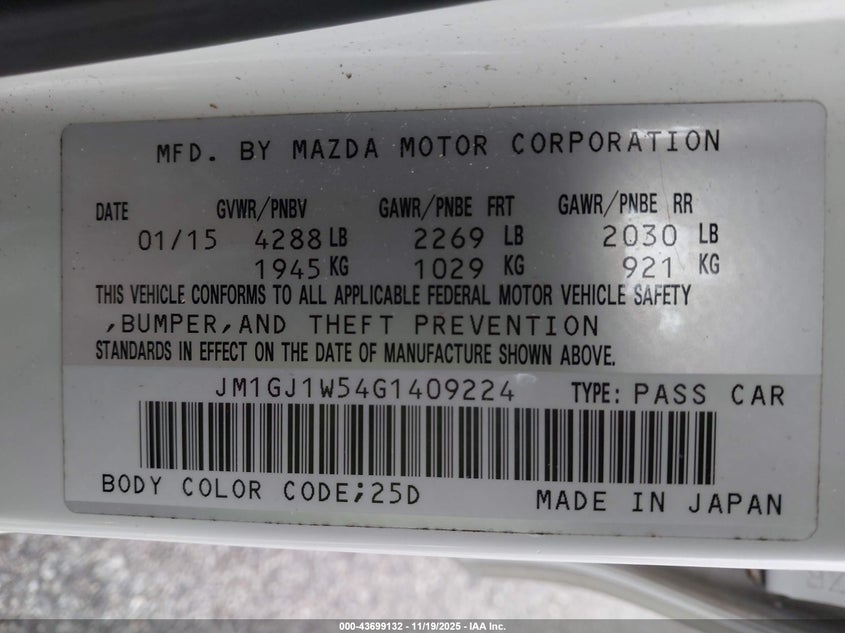 MFD. BY MAZDA MOTOR CORPORATION
DATE GVWR/PNBV GAWR/PNBE FRT GAWR/PNBE RR
01/15 4288 LB 2269 LB 2030 LB
1945 KG 1029 KG 921 KG
THIS VEHICLE CONFORMS TO ALL APPLICABLE FEDERAL MOTOR VEHICLE SAFETY
,BUMPER,AND THEFT PREVENTION
STANDARDS IN EFFECT ON THE DATE OF MANUFACTURE SHOWN ABOVE.
JM1GJ1W54G1409224 TYPE: PASS CAR
BODY COLOR CODE;25D MADE IN JAPAN
000-43699132 - 11/19/2025 - IAA Inc.